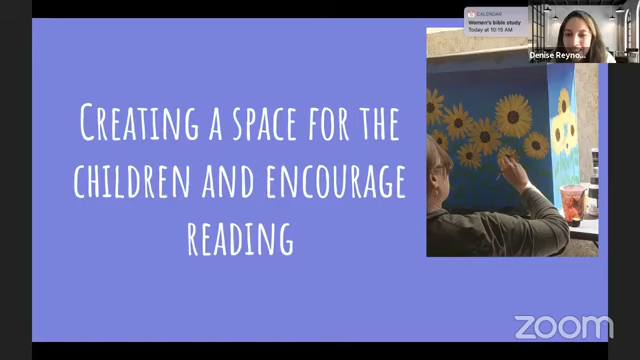 CALENDAR
Women's bible study
Today at 10:15 AM
Denise Reyno...
CREATING A SPACE FOR THE
CHILDREN AND ENCOURAGE
READING
zoom